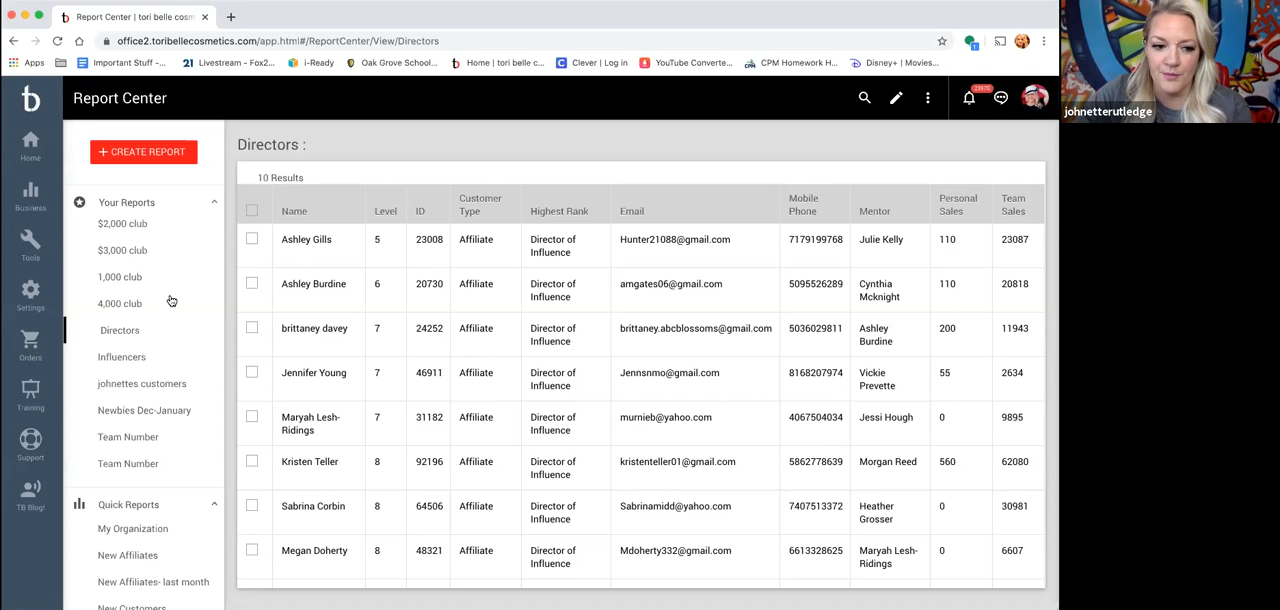 Report Center | tori belle cosm
office2.toribellecosmetics.com/app.html#/ReportCenter/View/Directors
Apps
Important Stuff -...
21 Livestream - Fox2...
i-Ready
Oak Grove School...
Home | tori belle c...
Clever | Log in
YouTube Converte...
CPM Homework H...
Disney+ | Movies...
b
Report Center
23970
johnetterutledge
Home
Business
Tools
Settings
Orders
Training
Support
TB Blog!
+ CREATE REPORT
Your Reports
$2,000 club
$3,000 club
1,000 club
4,000 club
Directors
Influencers
johnettes customers
Newbies Dec-January
Team Number
Team Number
Quick Reports
My Organization
New Affiliates
New Affiliates- last month
New Customers
Directors :
10 Results
Name Level ID Customer Type Highest Rank Email Mobile Phone Mentor Personal Sales Team Sales
Ashley Gills 5 23008 Affiliate Director of Influence Hunter21088@gmail.com 7179199768 Julie Kelly 110 23087
Ashley Burdine 6 20730 Affiliate Director of Influence amgates06@gmail.com 5095526289 Cynthia Mcknight 110 20818
brittaney davey 7 24252 Affiliate Director of Influence brittaney.abcblossoms@gmail.com 5036029811 Ashley Burdine 200 11943
Jennifer Young 7 46911 Affiliate Director of Influence Jennsnmo@gmail.com 8168207974 Vickie Prevette 55 2634
Maryah Lesh-Ridings 7 31182 Affiliate Director of Influence murnieb@yahoo.com 4067504034 Jessi Hough 0 9895
Kristen Teller 8 92196 Affiliate Director of Influence kristenteller01@gmail.com 5862778639 Morgan Reed 560 62080
Sabrina Corbin 8 64506 Affiliate Director of Influence Sabrinamidd@yahoo.com 7407513372 Heather Grosser 0 30981
Megan Doherty 8 48321 Affiliate Director of Influence Mdoherty332@gmail.com 6613328625 Maryah Lesh-Ridings 0 6607